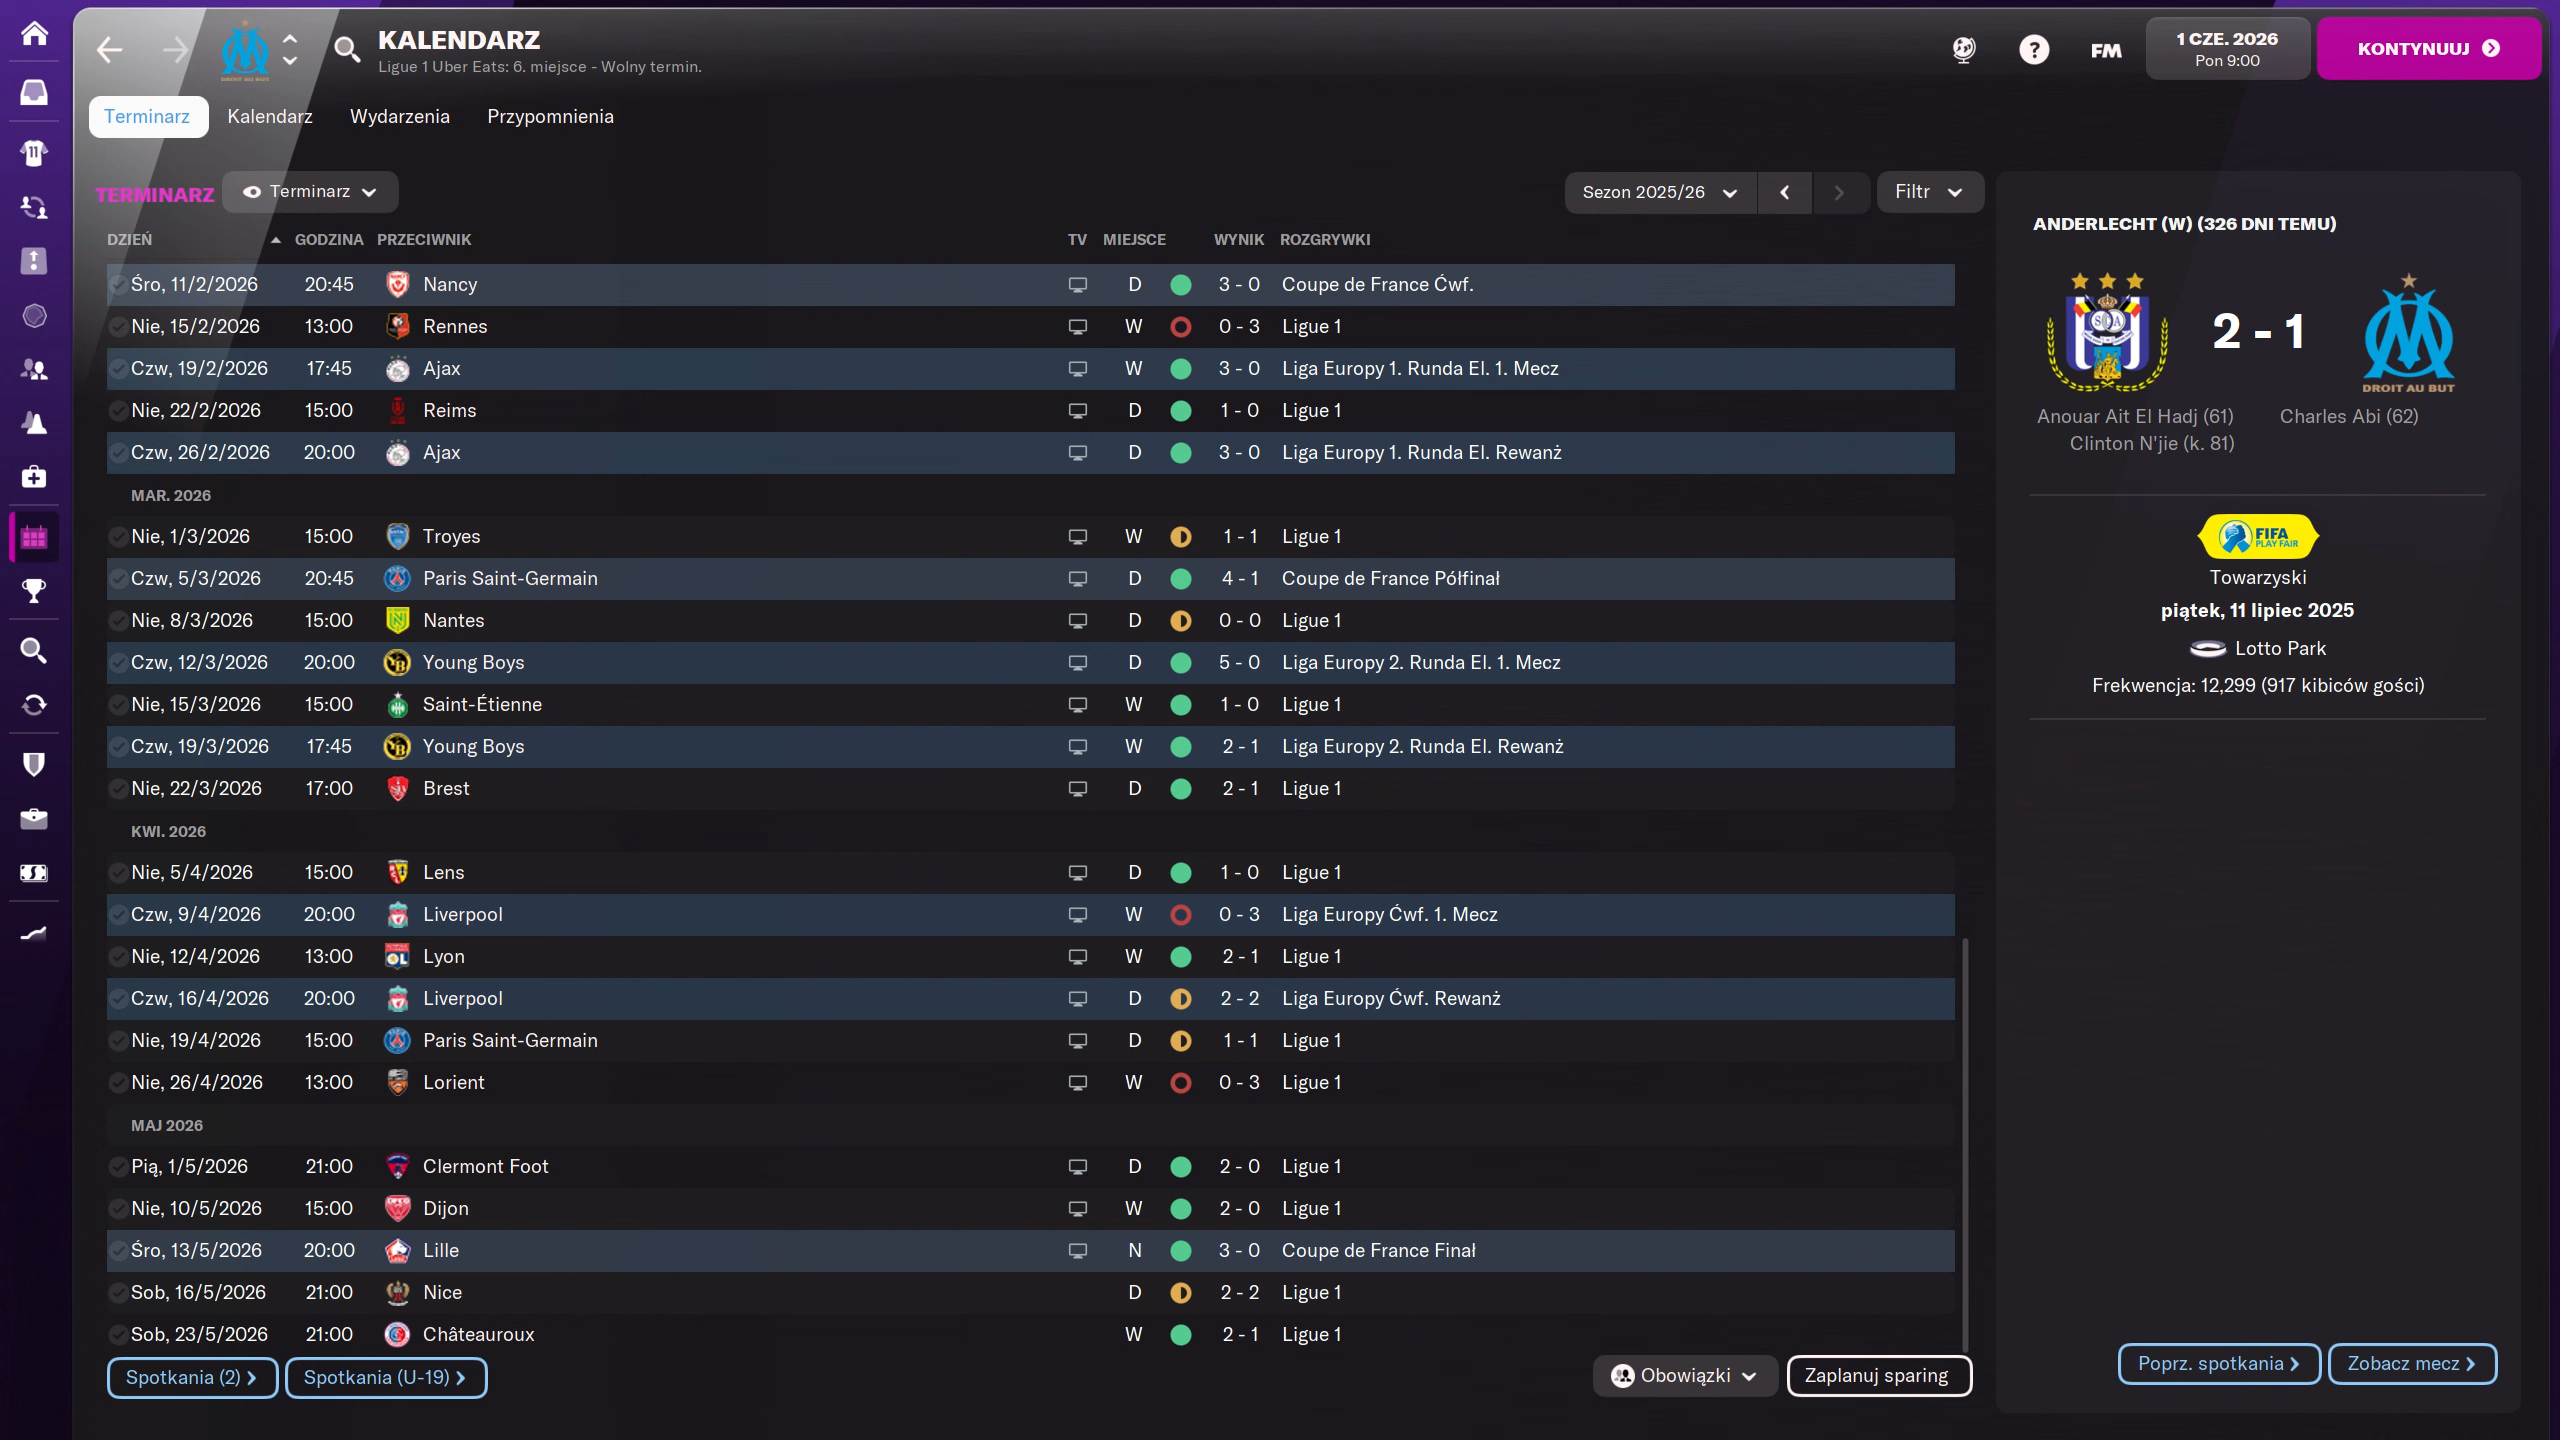 KALENDARZ
Ligue 1 Uber Eats: 6. miejsce - Wolny termin.
DROIT AU BUT
FM
1 CZE. 2026
Pon 9:00
KONTYNUUJ
Terminarz Kalendarz Wydarzenia Przypomnienia
TERMINARZ Terminarz Sezon 2025/26 Filtr
DZIEŃ GODZINA PRZECIWNIK TV MIEJSCE WYNIK ROZGRYWKI
Śro, 11/2/2026 20:45 Nancy D 3 - 0 Coupe de France Ćwf.
Nie, 15/2/2026 13:00 Rennes W 0 - 3 Ligue 1
Czw, 19/2/2026 17:45 Ajax W 3 - 0 Liga Europy 1. Runda El. 1. Mecz
Nie, 22/2/2026 15:00 Reims D 1 - 0 Ligue 1
Czw, 26/2/2026 20:00 Ajax D 3 - 0 Liga Europy 1. Runda El. Rewanż
MAR. 2026
Nie, 1/3/2026 15:00 Troyes W 1 - 1 Ligue 1
Czw, 5/3/2026 20:45 Paris Saint-Germain D 4 - 1 Coupe de France Półfinał
Nie, 8/3/2026 15:00 Nantes D 0 - 0 Ligue 1
Czw, 12/3/2026 20:00 Young Boys D 5 - 0 Liga Europy 2. Runda El. 1. Mecz
Nie, 15/3/2026 15:00 Saint-Étienne W 1 - 0 Ligue 1
Czw, 19/3/2026 17:45 Young Boys W 2 - 1 Liga Europy 2. Runda El. Rewanż
Nie, 22/3/2026 17:00 Brest D 2 - 1 Ligue 1
KWI. 2026
Nie, 5/4/2026 15:00 Lens D 1 - 0 Ligue 1
Czw, 9/4/2026 20:00 Liverpool W 0 - 3 Liga Europy Ćwf. 1. Mecz
Nie, 12/4/2026 13:00 Lyon W 2 - 1 Ligue 1
Czw, 16/4/2026 20:00 Liverpool D 2 - 2 Liga Europy Ćwf. Rewanż
Nie, 19/4/2026 15:00 Paris Saint-Germain D 1 - 1 Ligue 1
Nie, 26/4/2026 13:00 Lorient W 0 - 3 Ligue 1
MAJ 2026
Pią, 1/5/2026 21:00 Clermont Foot D 2 - 0 Ligue 1
Nie, 10/5/2026 15:00 Dijon W 2 - 0 Ligue 1
Śro, 13/5/2026 20:00 Lille N 3 - 0 Coupe de France Finał
Sob, 16/5/2026 21:00 Nice D 2 - 2 Ligue 1
Sob, 23/5/2026 21:00 Châteauroux W 2 - 1 Ligue 1
Spotkania (2) Spotkania (U-19) Obowiązki Zaplanuj sparing
ANDERLECHT (W) (326 DNI TEMU)
2 - 1
DROIT AU BUT
Anouar Ait El Hadj (61) Charles Abi (62)
Clinton N'jie (k. 81)
FIFA
PLAY FAIR
Towarzyski
piątek, 11 lipiec 2025
Lotto Park
Frekwencja: 12,299 (917 kibiców gości)
Poprz. spotkania Zobacz mecz